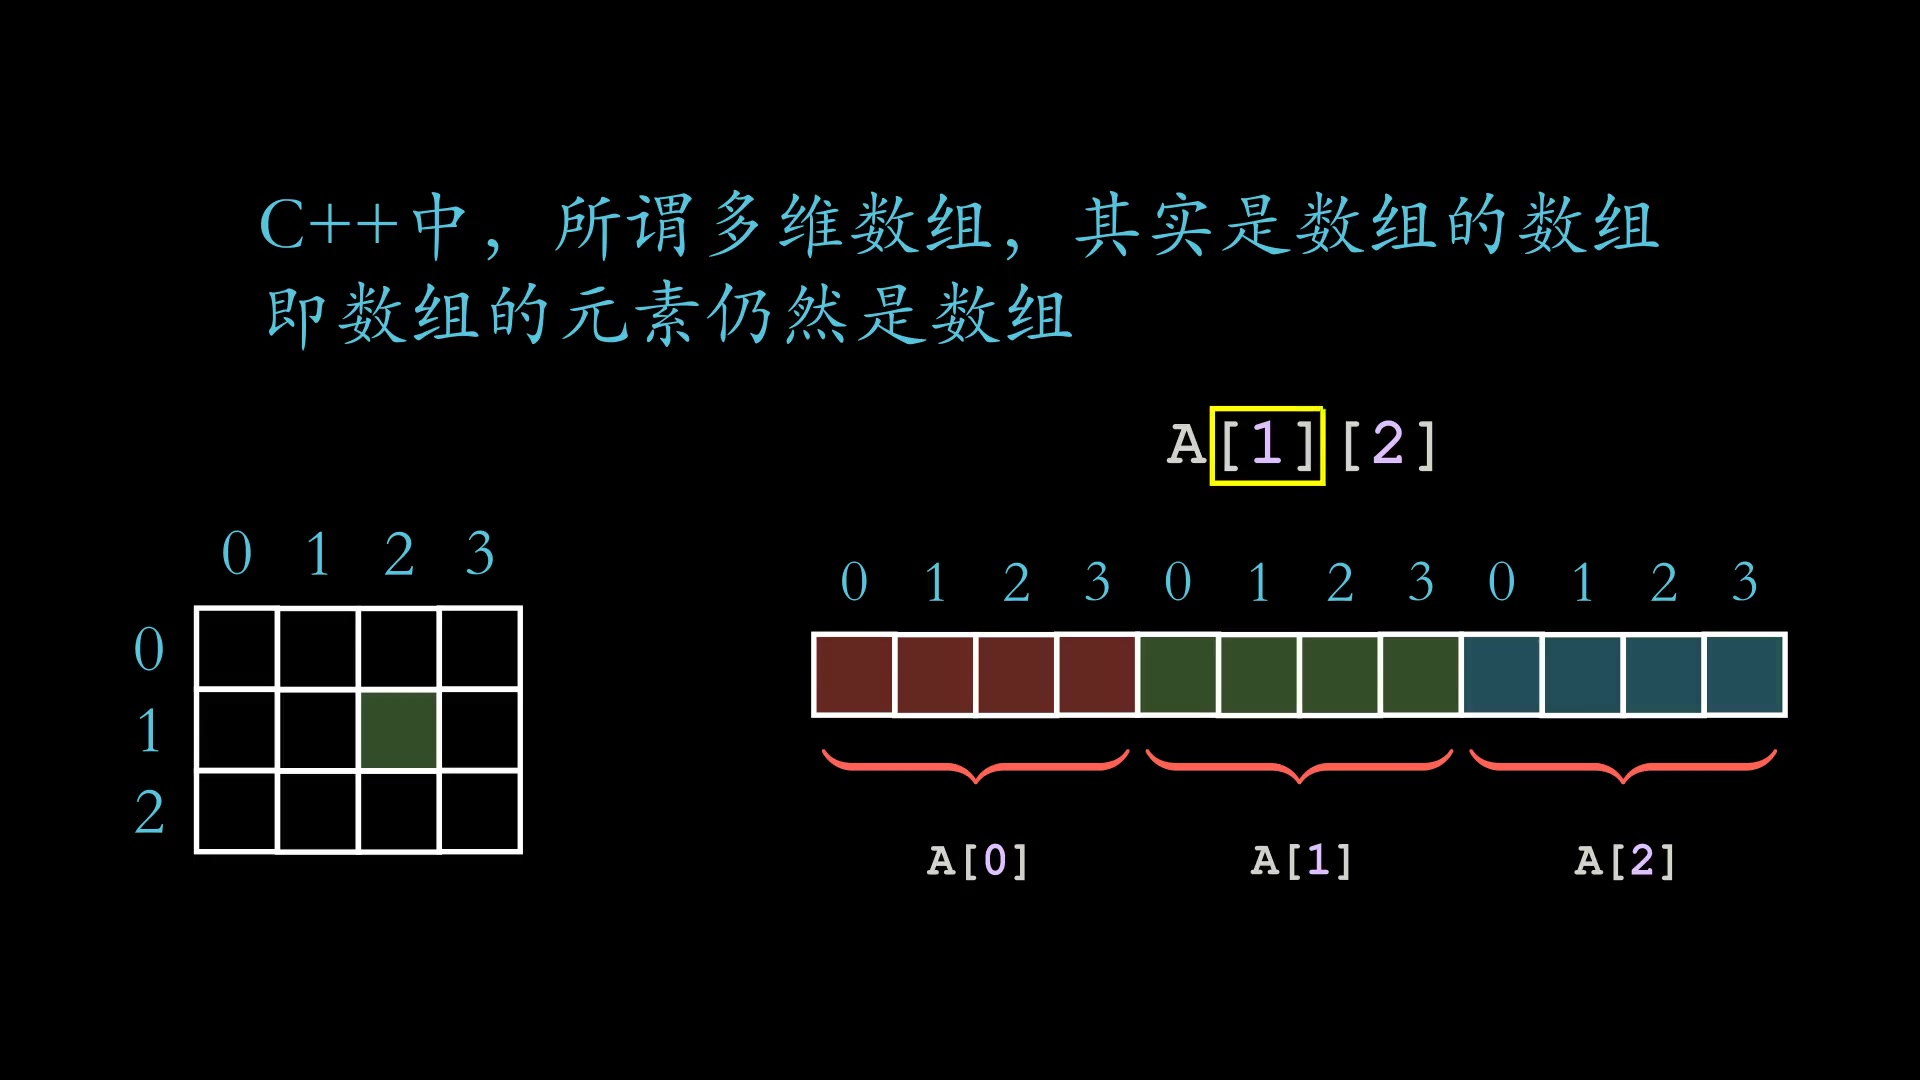 C++中，所谓多维数组，其实是数组的数组
即数组的元素仍然是数组
A[1][2]
0 1 2 3
0
1
2
0 1 2 3 0 1 2 3 0 1 2 3
A[0] A[1] A[2]